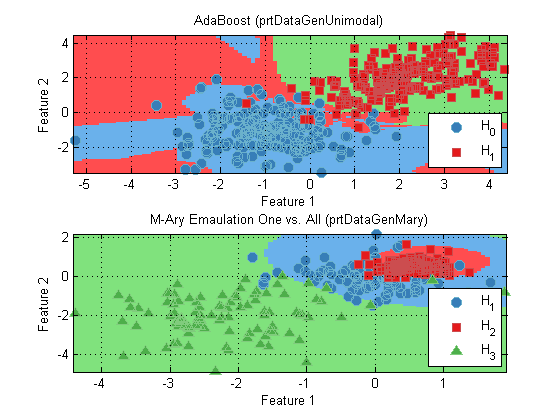 AdaBoost (prtDataGenUnimodal)
4
2
0
-2
Feature 2
H0
H1
-5 -4 -3 -2 -1 0 1 2 3 4
Feature 1
M-Ary Emaulation One vs. All (prtDataGenMary)
2
0
-2
-4
Feature 2
H1
H2
H3
-4 -3 -2 -1 0 1
Feature 1